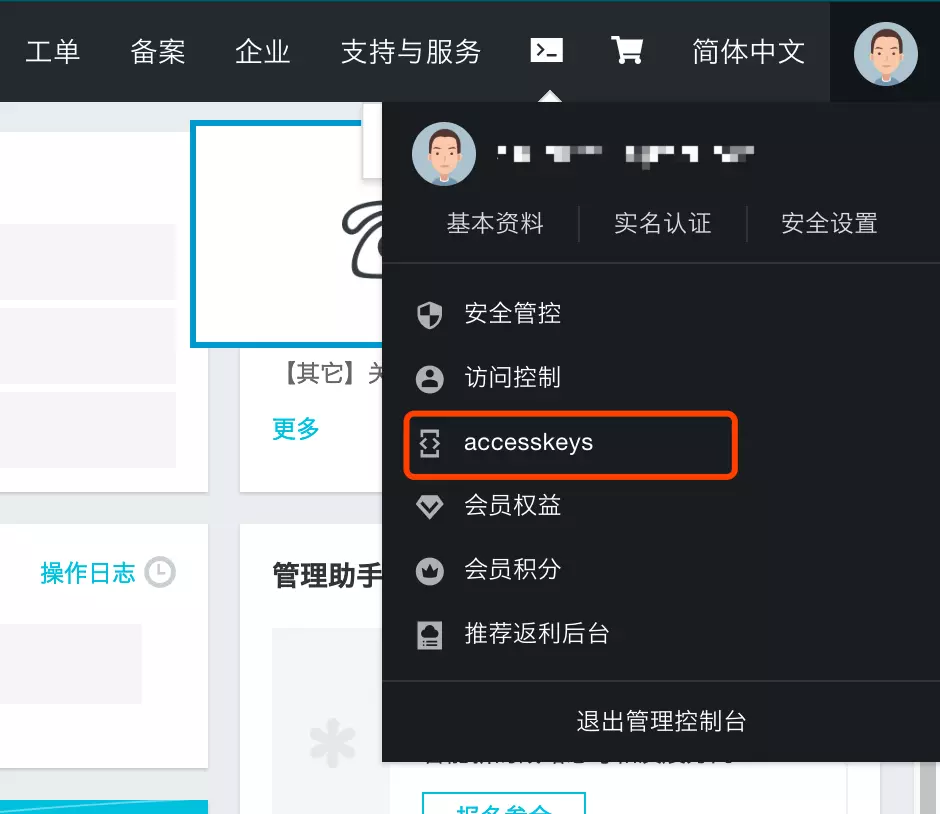 工单 备案 企业 支持与服务 简体中文
基本资料 实名认证 安全设置
安全管控
【其它】
访问控制
更多
accesskeys
会员权益
操作日志
管理助手
会员积分
推荐返利后台
退出管理控制台